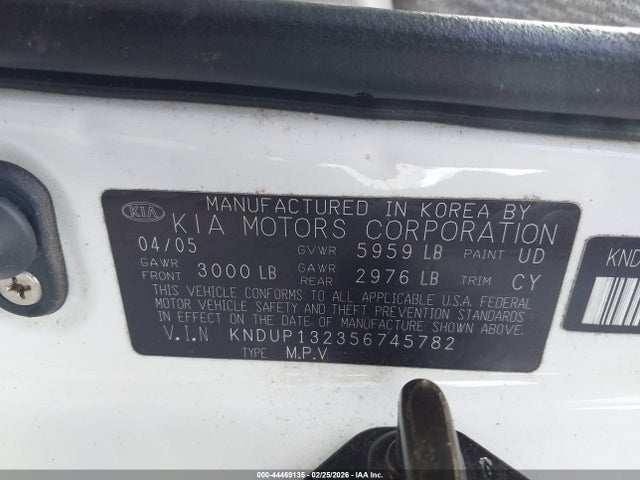 KIA
MANUFACTURED IN KOREA BY
KIA MOTORS CORPORATION
04/05 GVWR 5959 LB PAINT UD
GAWR FRONT 3000 LB GAWR REAR 2976 LB TRIM CY
THIS VEHICLE CONFORMS TO ALL APPLICABLE U.S.A. FEDERAL
MOTOR VEHICLE SAFETY AND THEFT PREVENTION STANDARDS
IN EFFECT ON THE DATE OF MANUFACTURE SHOWN ABOVE.
V.I.N KNDUP132356745782
TYPE M.P.V
KND
000-44469135 - 02/25/2026 - IAAI.com